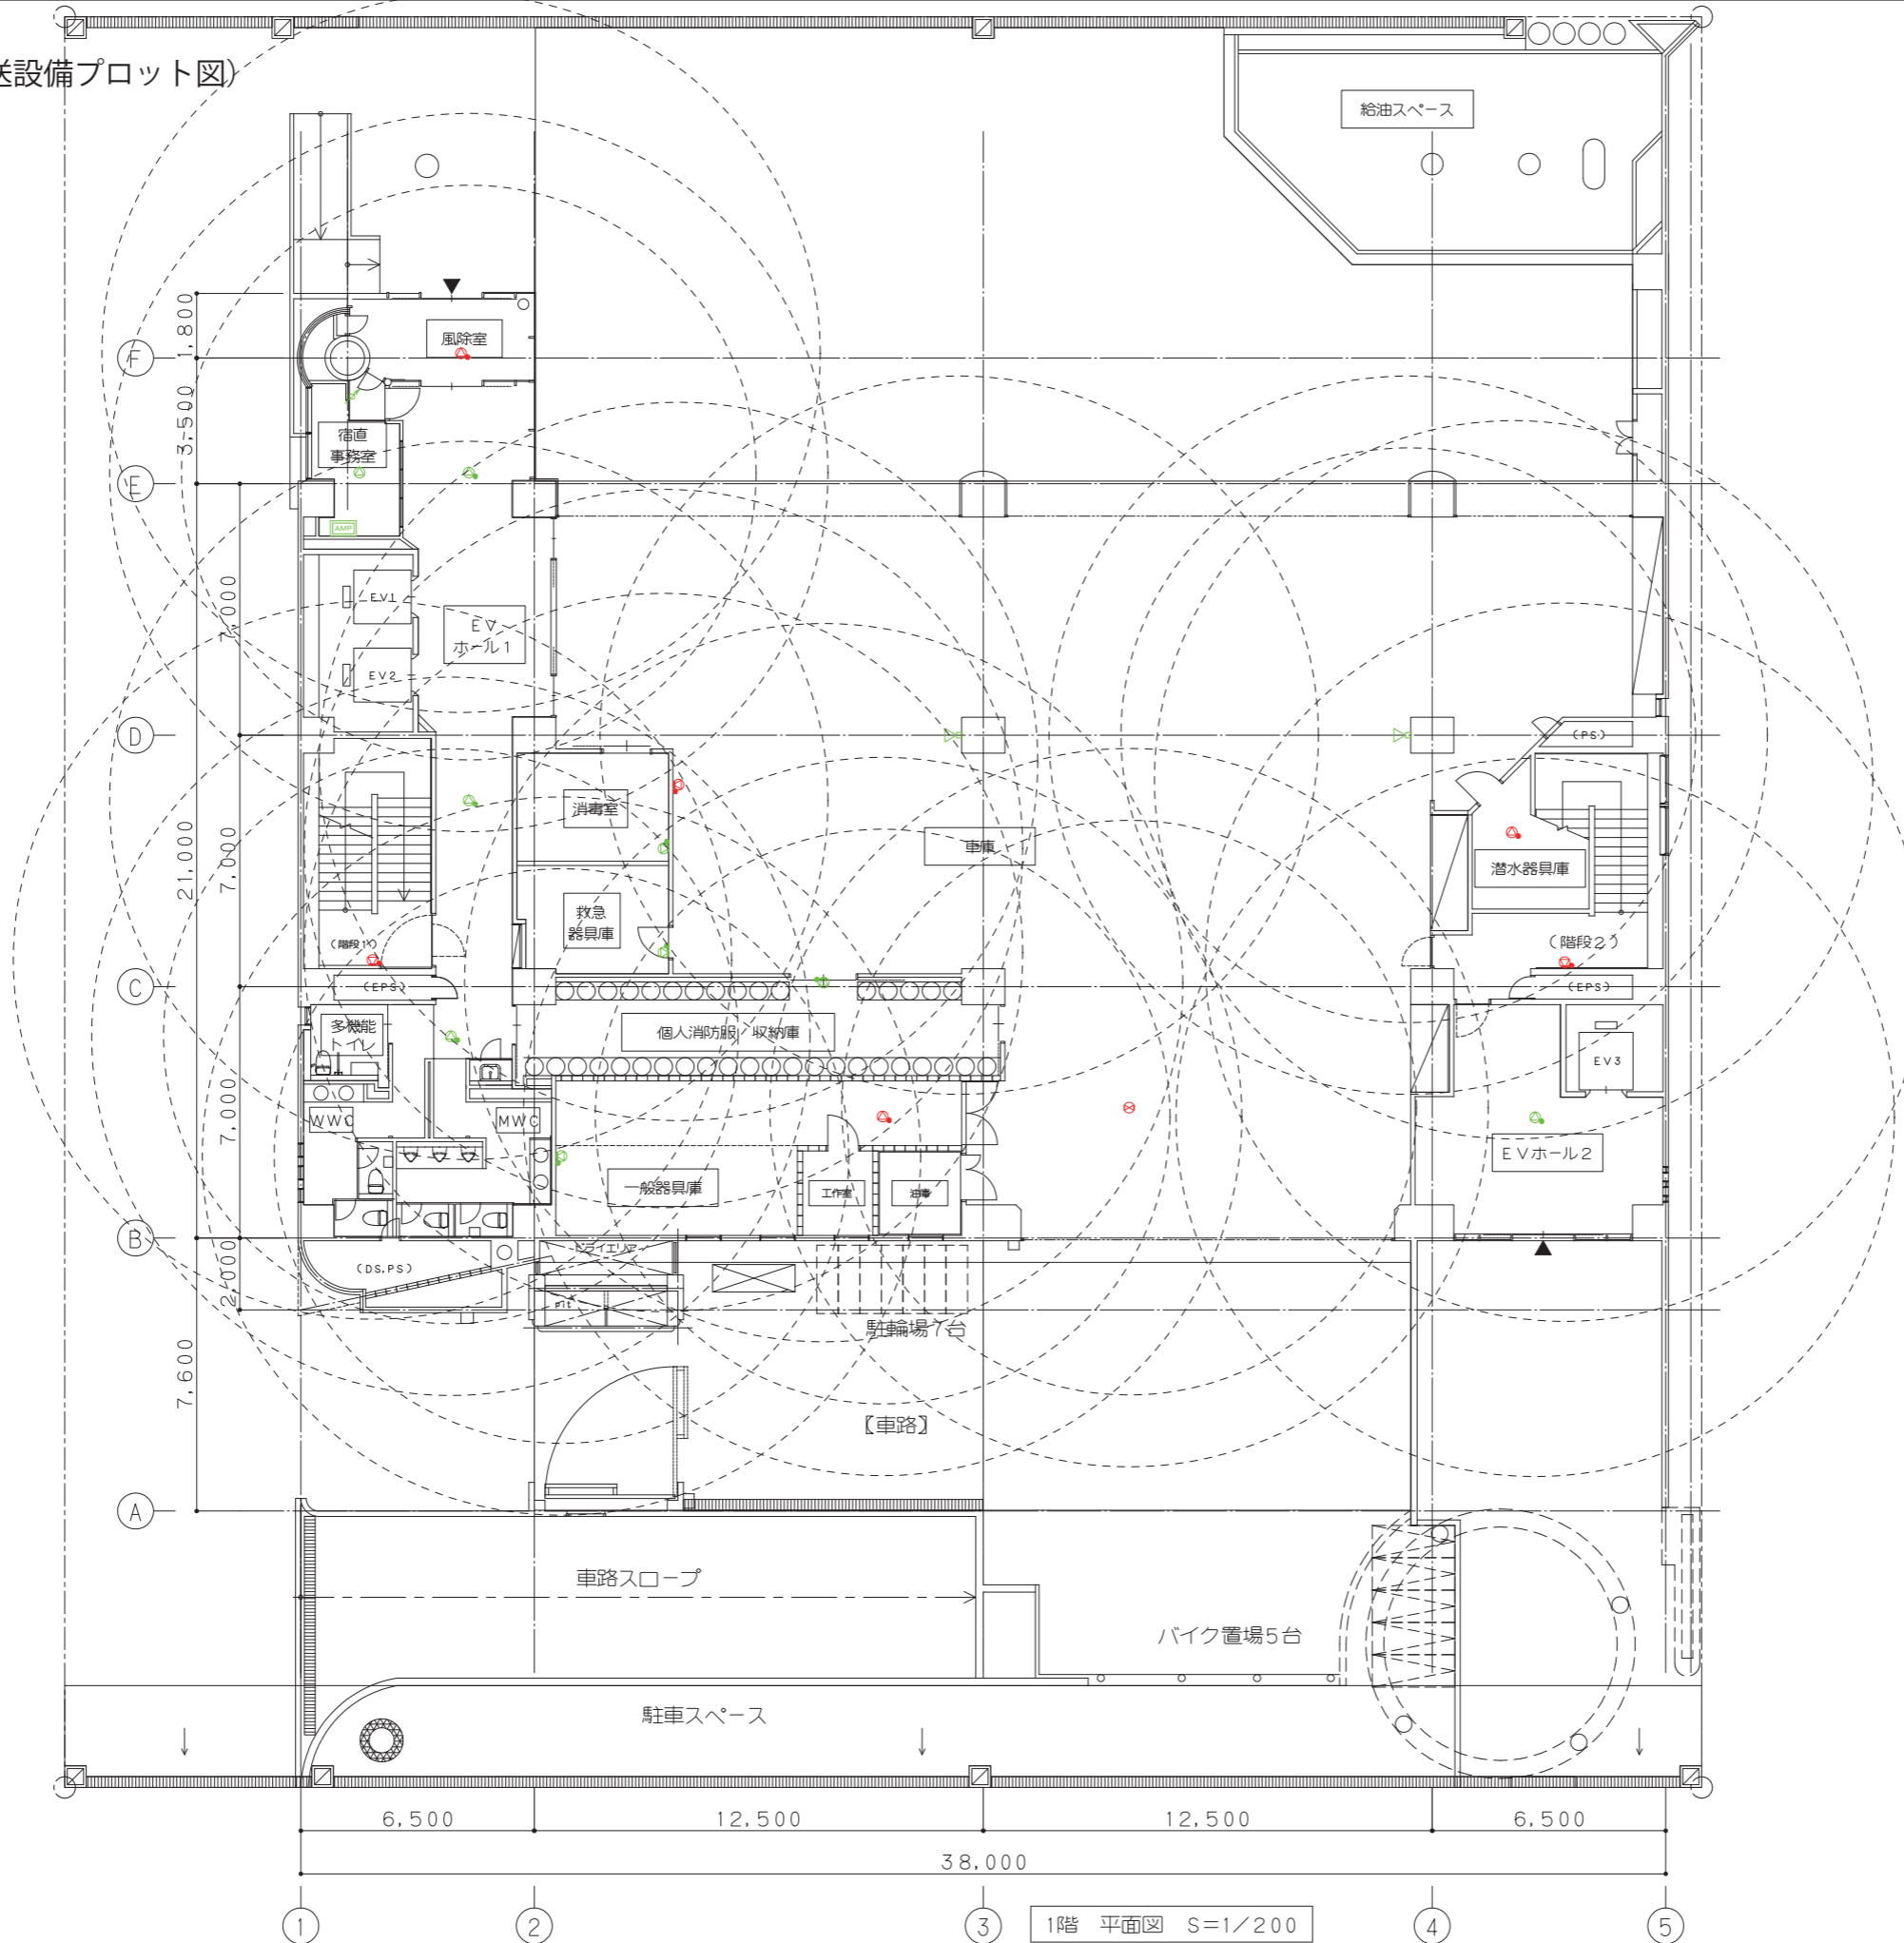 送設備プロット図)
給油スペース
1,800
風除室
F
3,500
宿直
事務室
E
AMP
7,000
EV1
EV
ホール1
EV2
D
(PS)
消毒室
車庫
21,000
7,000
潜水器具庫
救急
器具庫
(階段1)
(階段2)
C
(EPS)
(EPS)
多機能
トイレ
個人消防服 収納庫
EV3
7,000
WWC
MWC
EVホール2
一般器具庫
工作室
油庫
B
ドライエリア
(DS,PS)
2,000
Pit
駐輪場7台
7,600
【車路】
A
車路スロープ
バイク置場5台
駐車スペース
6,500
12,500
12,500
6,500
38,000
1
2
3
1階 平面図 S=1/200
4
5